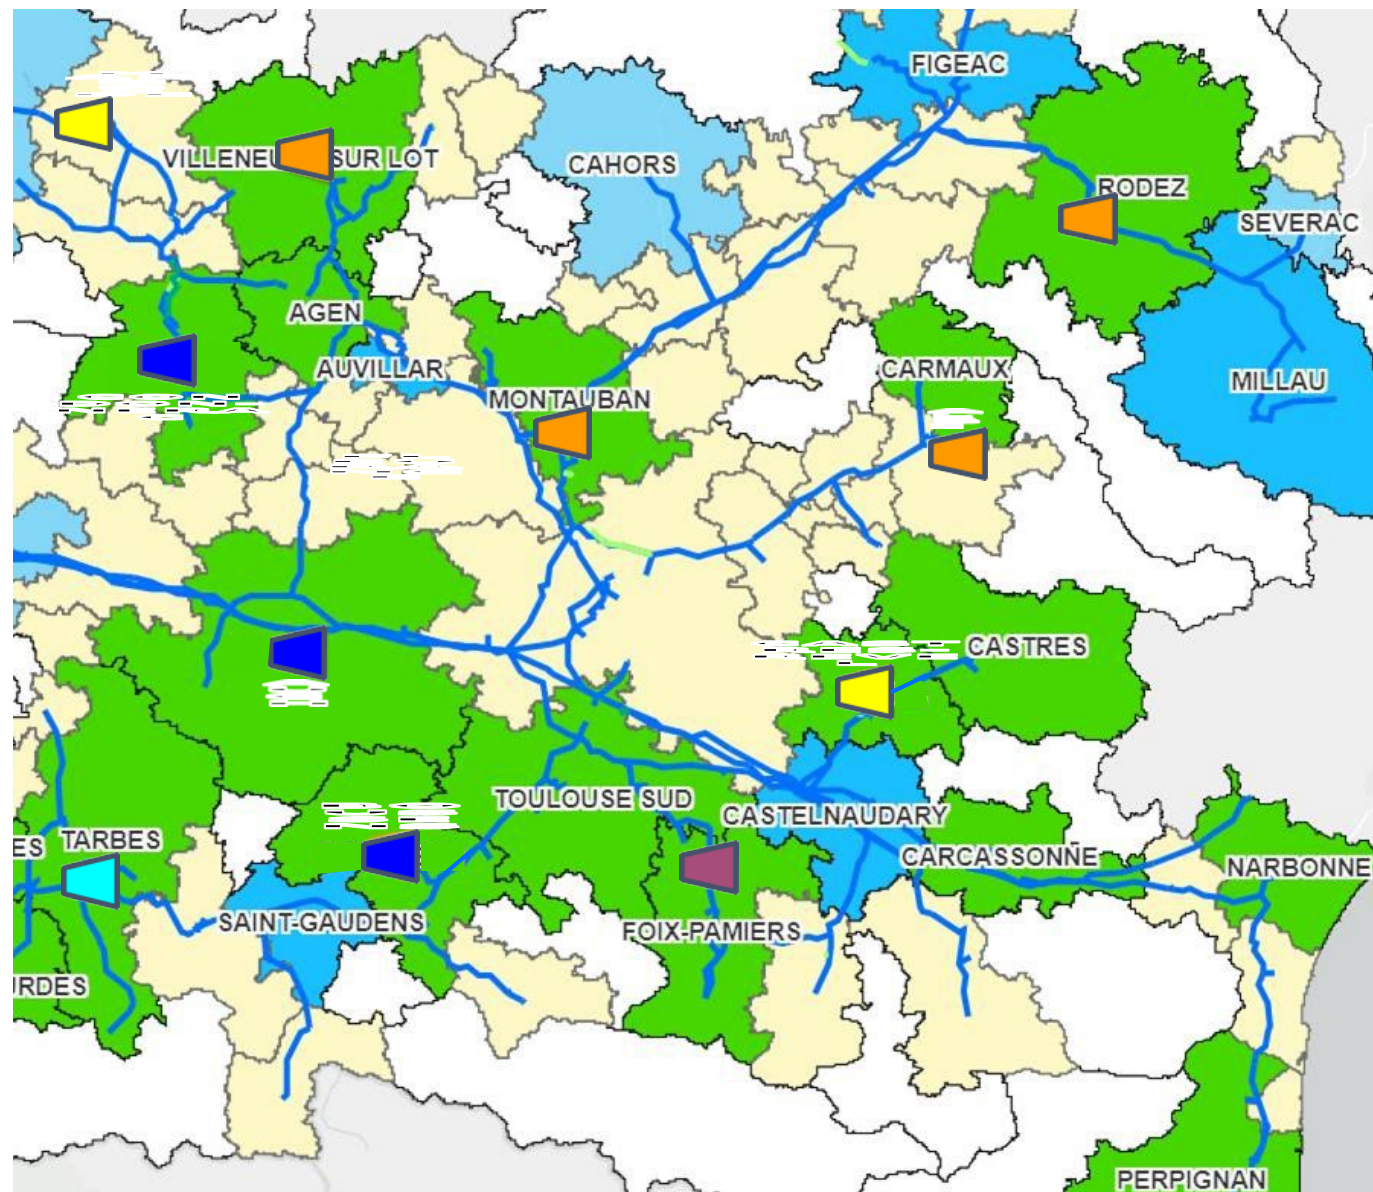 FIGEAC
VILLENEU SUR LOT
CAHORS
RODEZ
SEVERAC
AGEN
AUVILLAR
CARMAUX
MILLAU
MONTAUBAN
CASTRES
TOULOUSE SUD
CASTELNAUDARY
ES
TARBES
CARCASSONNE
NARBONNE
SAINT-GAUDENS
FOIX-PAMIERS
URDES
PERPIGNAN